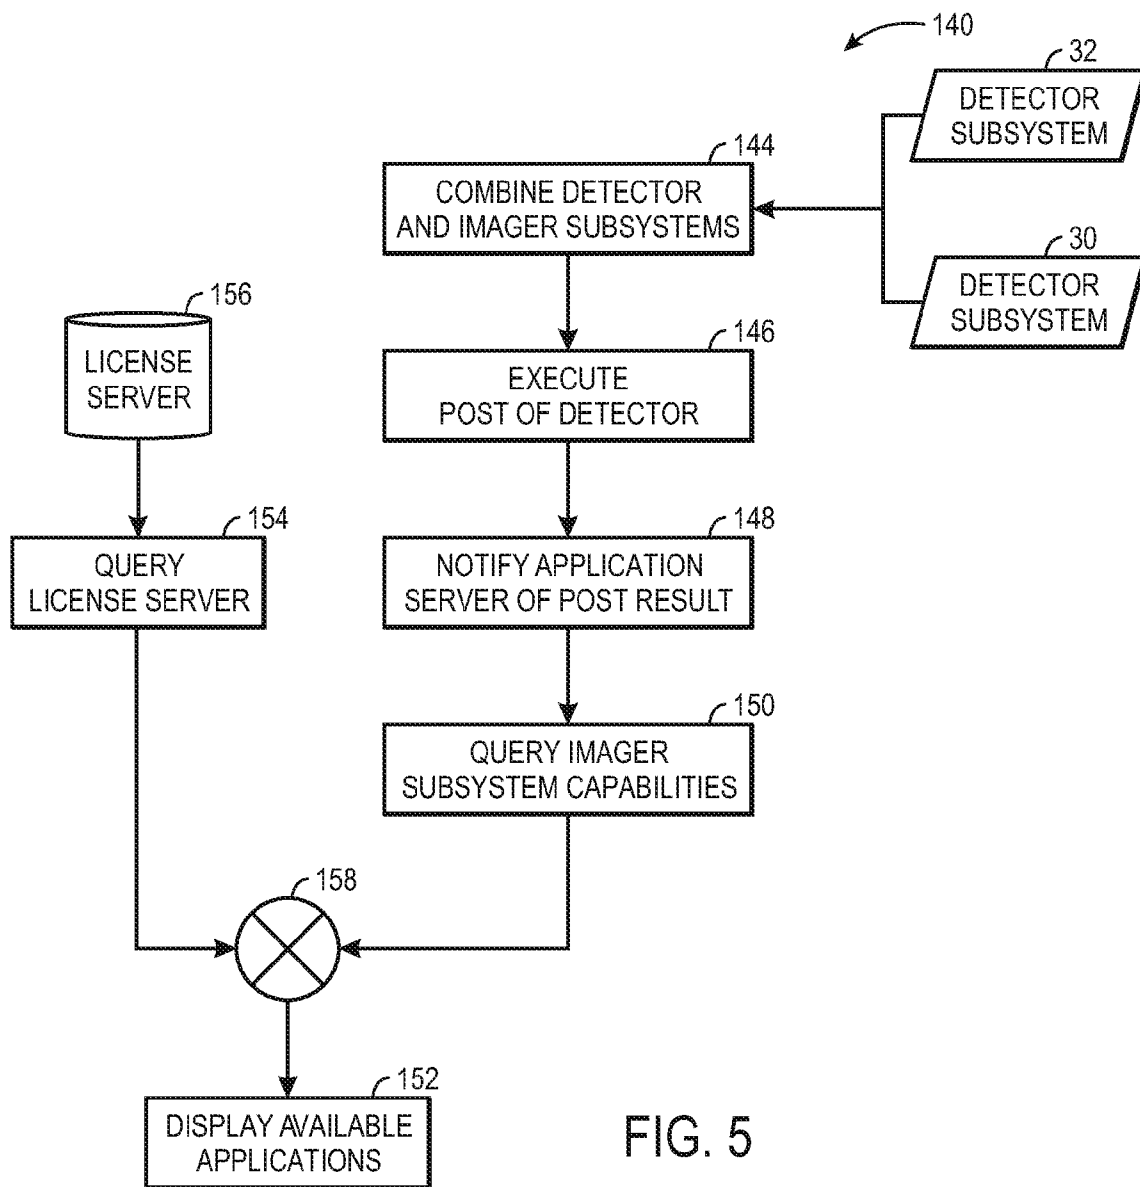 140
32
DETECTOR
SUBSYSTEM
144
COMBINE DETECTOR
AND IMAGER SUBSYSTEMS
30
DETECTOR
SUBSYSTEM
156
LICENSE
SERVER
146
EXECUTE
POST OF DETECTOR
154
QUERY
LICENSE SERVER
148
NOTIFY APPLICATION
SERVER OF POST RESULT
150
QUERY IMAGER
SUBSYSTEM CAPABILITIES
158
152
DISPLAY AVAILABLE
APPLICATIONS
FIG. 5